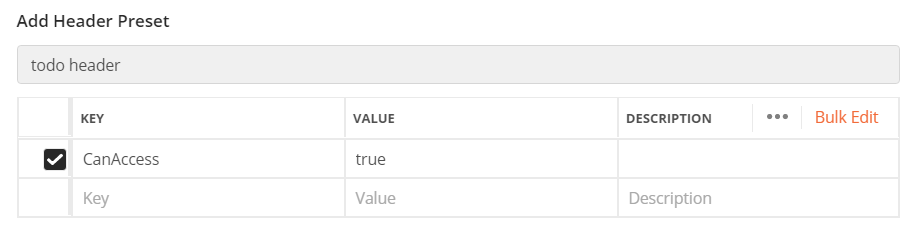 Add Header Preset
todo header
KEY VALUE DESCRIPTION ••• Bulk Edit
CanAccess true
Key Value Description